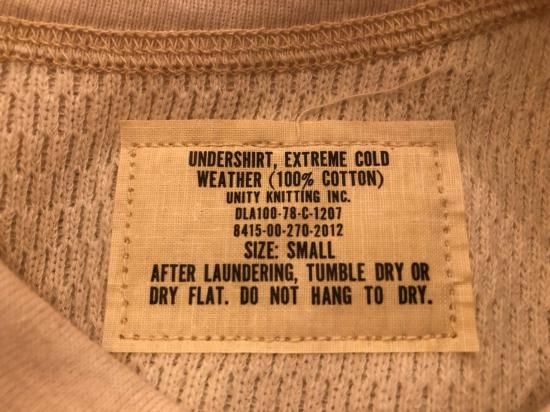 UNDERSHIRT, EXTREME COLD
WEATHER (100% COTTON)
UNITY KNITTING INC.
DLA100-78-C-1207
8415-00-270-2012
SIZE: SMALL
AFTER LAUNDERING, TUMBLE DRY OR
DRY FLAT. DO NOT HANG TO DRY.